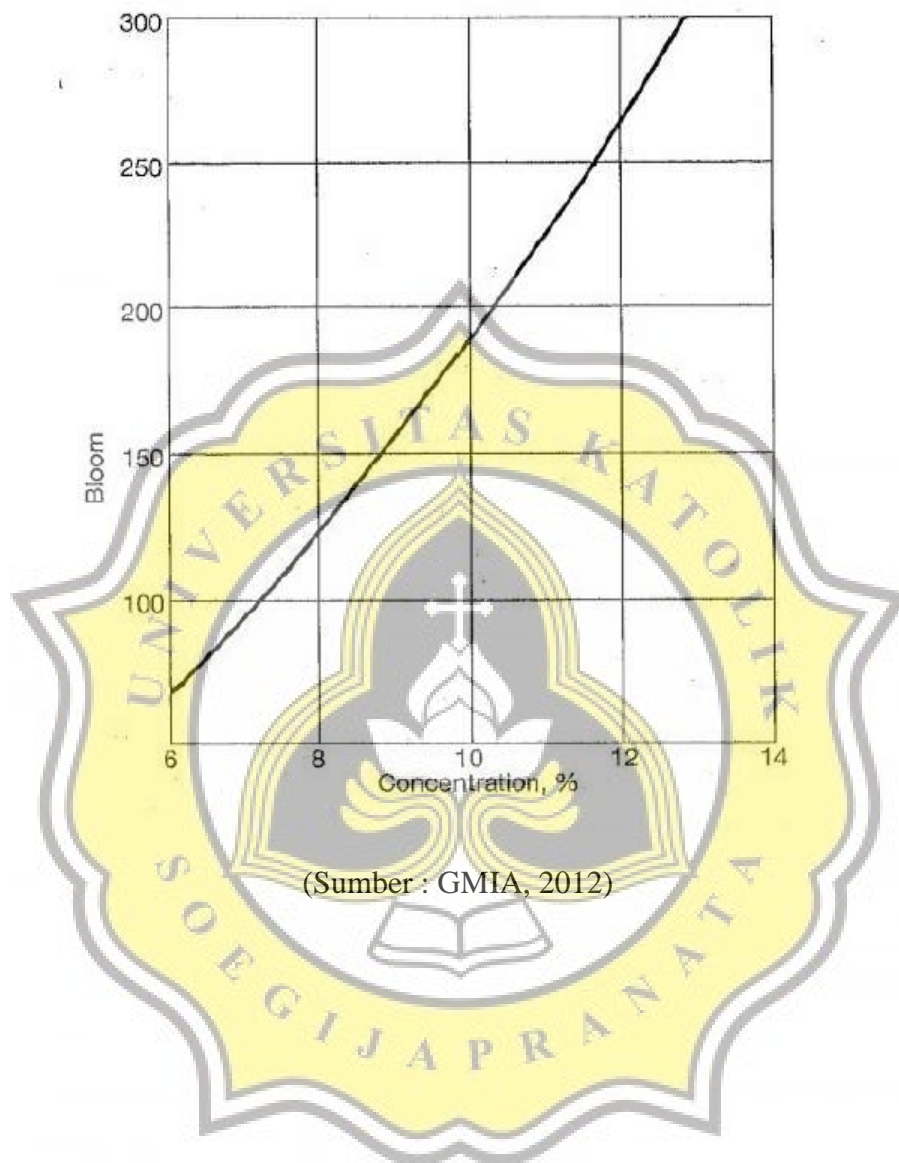 300
250
200
150
100
Bloom
6 8 10 12 14
Concentration, %
(Sumber : GMIA, 2012)
UNIVERSITAS KATOLIK
SOEGIJAPRANATA